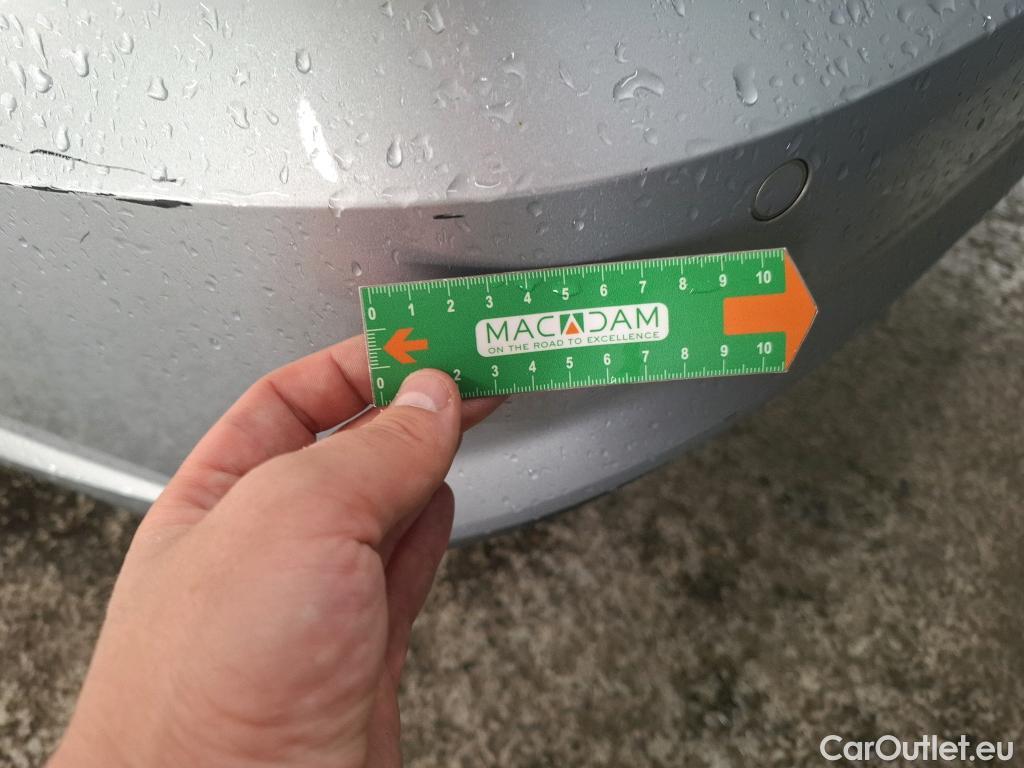 0 1 2 3 4 5 6 7 8 9 10
MACADAM
ON THE ROAD TO EXCELLENCE
0 2 3 4 5 6 7 8 9 10
CarOutlet.eu